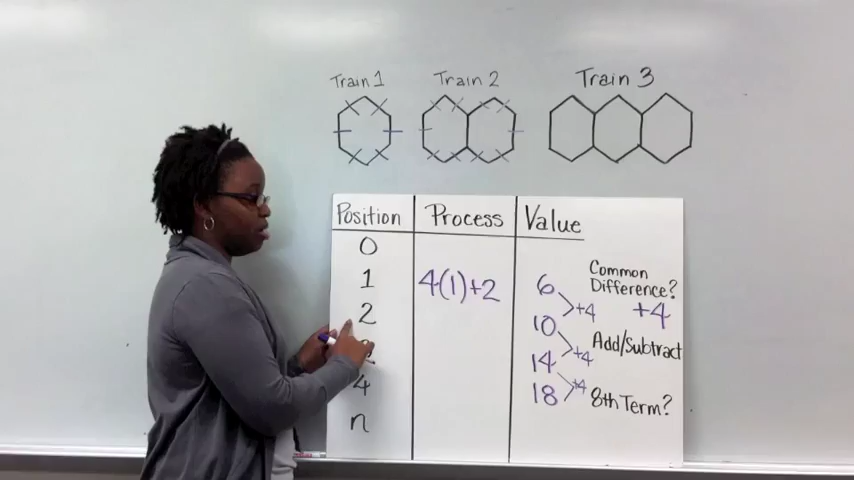 Train 1 Train 2 Train 3
Position Process Value
0
1 4(1)+2 6
2 10
14
4 18
n
+4
+4
+4
Common
Difference?
+4
Add/Subtract
8th Term?